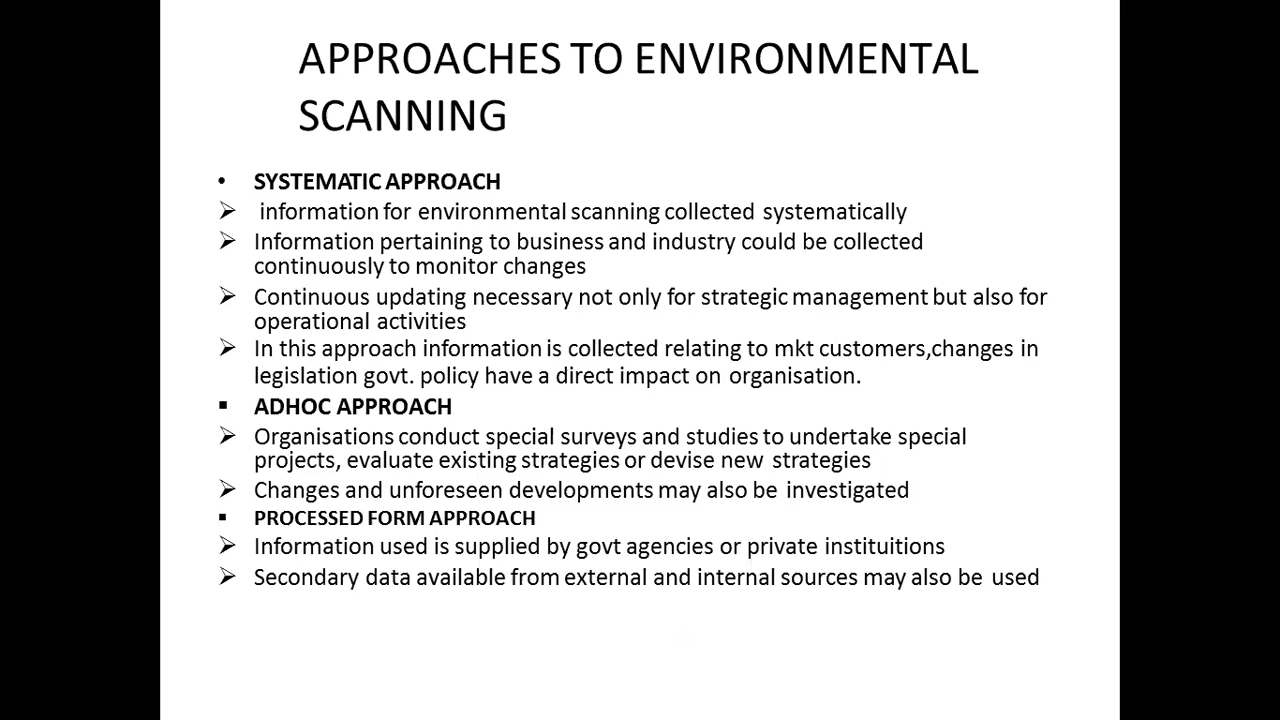 APPROACHES TO ENVIRONMENTAL
SCANNING
• SYSTEMATIC APPROACH
➢ information for environmental scanning collected systematically
➢ Information pertaining to business and industry could be collected
continuously to monitor changes
➢ Continuous updating necessary not only for strategic management but also for
operational activities
➢ In this approach information is collected relating to mkt customers,changes in
legislation govt. policy have a direct impact on organisation.
▪ ADHOC APPROACH
➢ Organisations conduct special surveys and studies to undertake special
projects, evaluate existing strategies or devise new strategies
➢ Changes and unforeseen developments may also be investigated
▪ PROCESSED FORM APPROACH
➢ Information used is supplied by govt agencies or private instituitions
➢ Secondary data available from external and internal sources may also be used